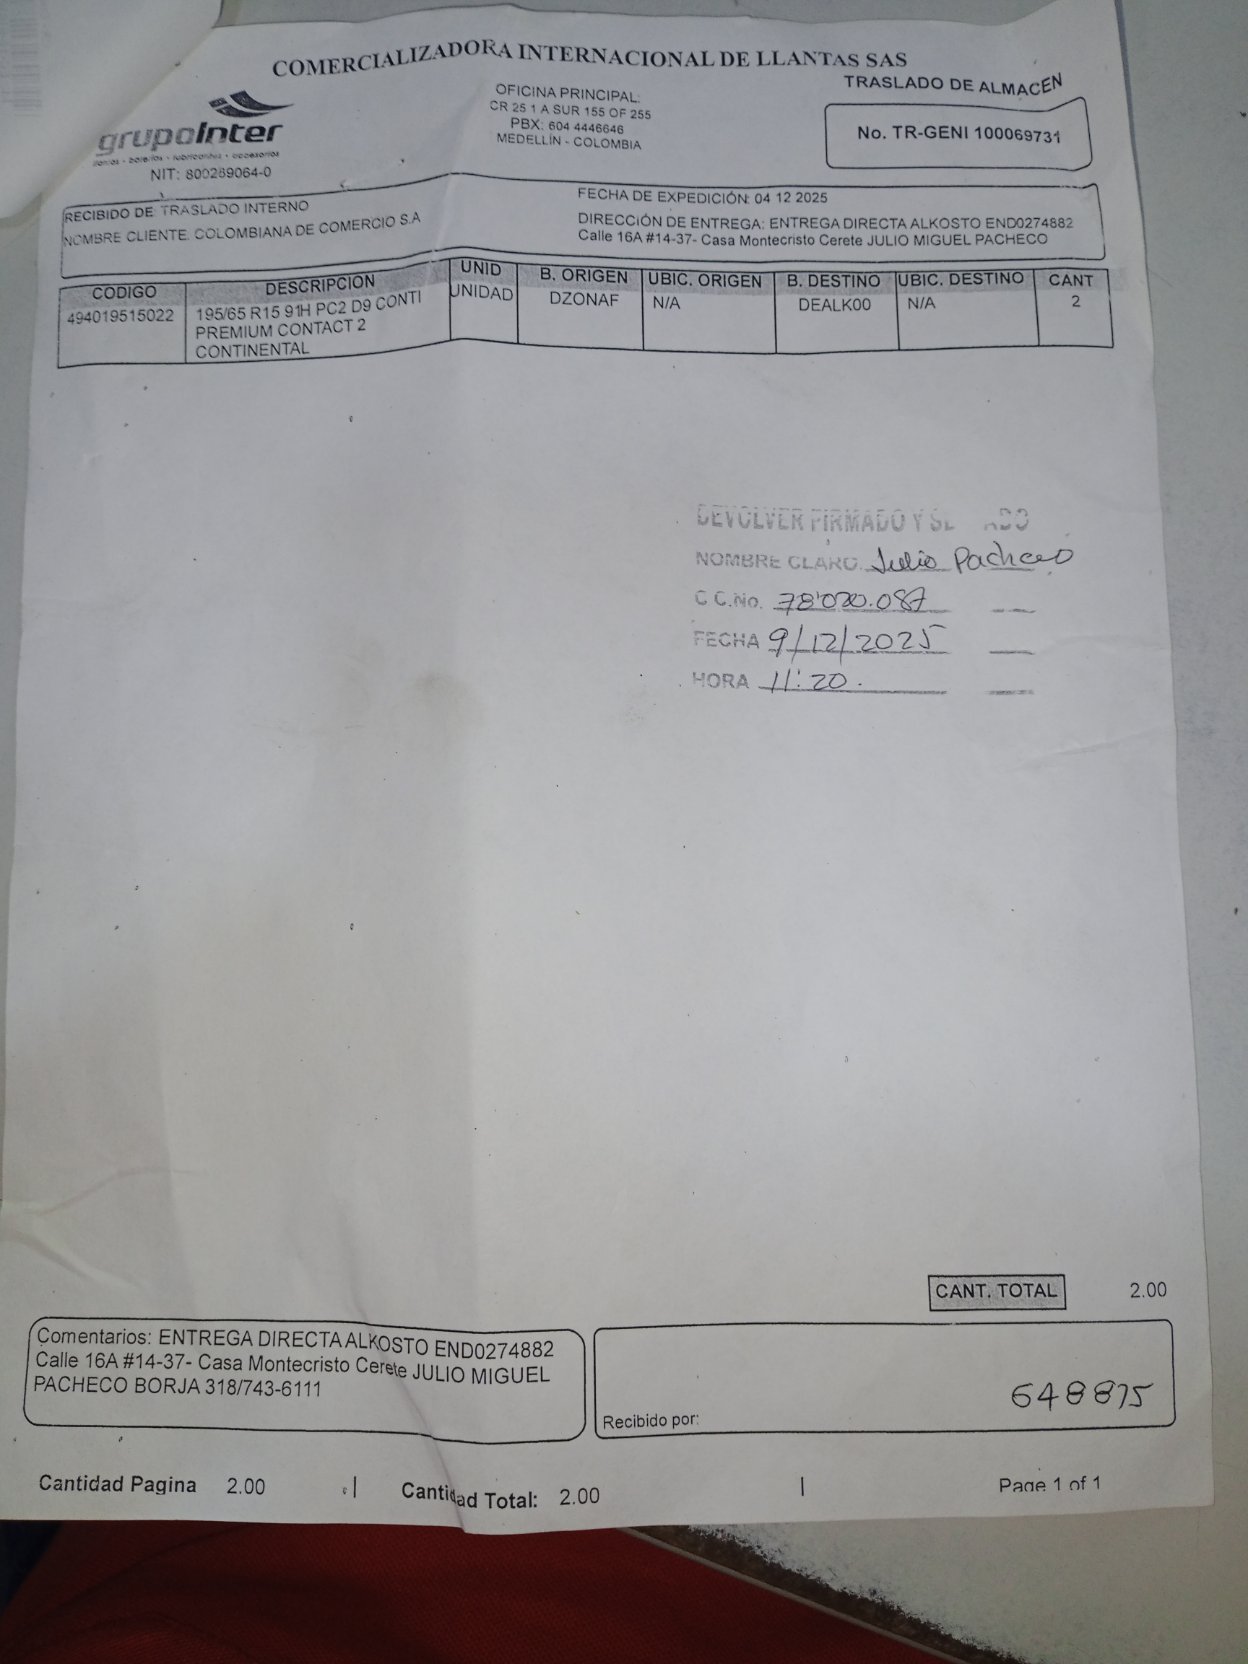 COMERCIALIZADORA INTERNACIONAL DE LLANTAS SAS
grupointer
llantas - baterías - lubricantes - accesorios
NIT: 800269064-0
OFICINA PRINCIPAL:
CR 25 1 A SUR 155 OF 255
PBX: 604 4446646
MEDELLÍN - COLOMBIA
TRASLADO DE ALMACEN
No. TR-GENI 100069731
RECIBIDO DE: TRASLADO INTERNO
NOMBRE CLIENTE. COLOMBIANA DE COMERCIO S.A
FECHA DE EXPEDICIÓN: 04 12 2025
DIRECCIÓN DE ENTREGA: ENTREGA DIRECTA ALKOSTO END0274882
Calle 16A #14-37- Casa Montecristo Cerete JULIO MIGUEL PACHECO
CODIGO DESCRIPCION UNID B. ORIGEN UBIC. ORIGEN B. DESTINO UBIC. DESTINO CANT
494019515022 195/65 R15 91H PC2 D9 CONTI UNIDAD DZONAF N/A DEALK00 N/A 2
PREMIUM CONTACT 2
CONTINENTAL
DEVOLVER FIRMADO Y
NOMBRE CLARO. Julio Pacheco
C C.No. 78'020.087
FECHA 9/12/2025
HORA 11:20.
CANT. TOTAL 2.00
Comentarios: ENTREGA DIRECTA ALKOSTO END0274882
Calle 16A #14-37- Casa Montecristo Cerete JULIO MIGUEL
PACHECO BORJA 318/743-6111
648875
Recibido por:
Cantidad Pagina 2.00 Cantidad Total: 2.00 Page 1 of 1